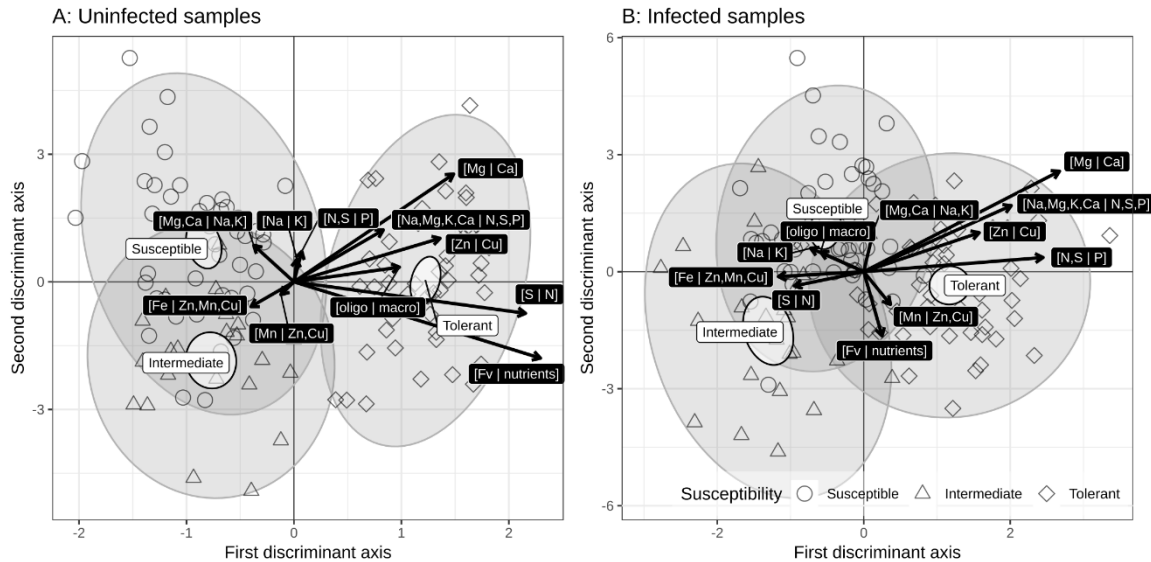 A: Uninfected samples
3
0
-3
-2
-1
0
1
2
Second discriminant axis
First discriminant axis
[Mg | Ca]
[Mg,Ca | Na,K]
[Na | K]
[N,S | P]
[Na,Mg,K,Ca | N,S,P]
[Zn | Cu]
Susceptible
[S | N]
[Fe | Zn,Mn,Cu]
[oligo | macro]
[Mn | Zn,Cu]
Tolerant
Intermediate
[Fv | nutrients]
B: Infected samples
6
3
0
-3
-6
-2
0
2
Second discriminant axis
First discriminant axis
[Mg | Ca]
Susceptible
[Mg,Ca | Na,K]
[Na,Mg,K,Ca | N,S,P]
[oligo | macro]
[Zn | Cu]
[Na | K]
[N,S | P]
[Fe | Zn,Mn,Cu]
[S | N]
Tolerant
[Mn | Zn,Cu]
Intermediate
[Fv | nutrients]
Susceptibility
Susceptible
Intermediate
Tolerant